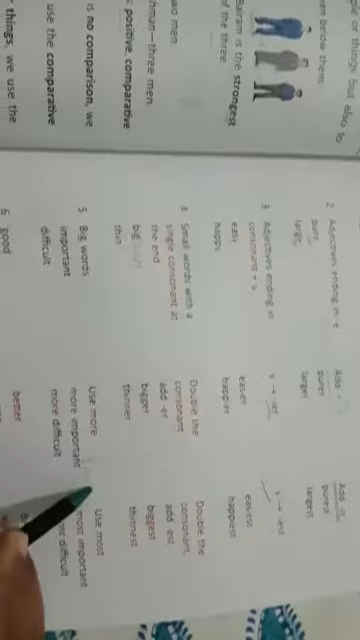 of things but also to
below them.
Balram is the strongest
of the three.
two men.
three men.
positive, comparative
is no comparison, we
use the comparative
things, we use the
2 Adjectives ending in -e
pure
large
Add
purer
larger
Add -st
purest
largest
3 Adjectives ending in
consonant + y
easy
happy
y → -ier
easier
happier
y → -iest
easiest
happiest
4 Small words with a
single consonant at
the end
big
thin
Double the
consonant
add -er
bigger
thinner
Double the
consonant,
add -est
biggest
thinnest
5 Big words
important
difficult
Use more
more important
more difficult
Use most
most important
difficult
6 good
better